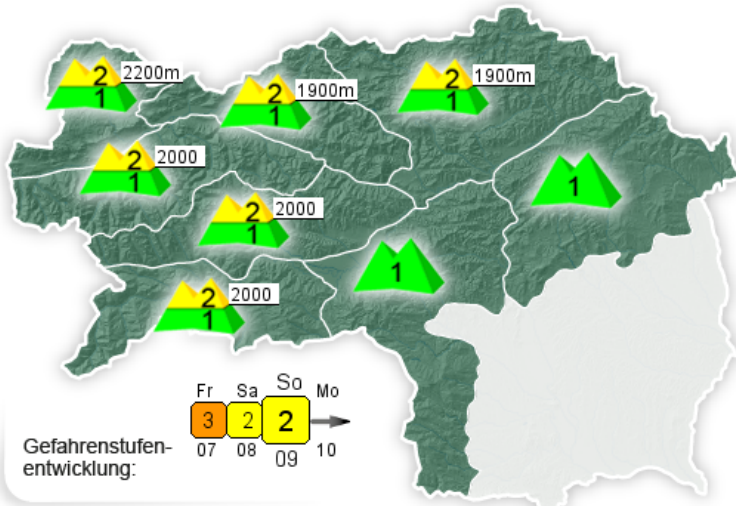 2 2200m
1
2 1900m
1
2 1900m
1
2 2000
1
1
2 2000
1
1
2 2000
1
Fr Sa So Mo
3 2 2
07 08 09 10
Gefahrenstufen-
entwicklung: